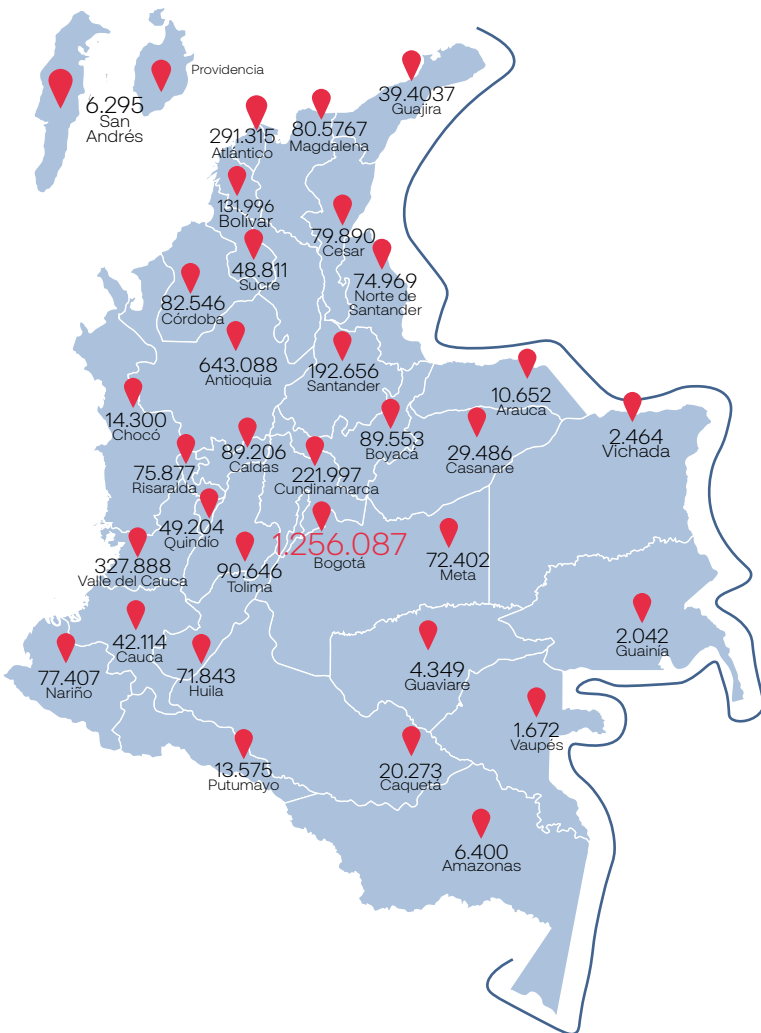 Providencia
6.295
San
Andrés
39.4037
Guajira
291.315
Atlántico
80.5767
Magdalena
131.996
Bolívar
79.890
Cesar
48.811
Sucre
74.969
Norte de
Santander
82.546
Córdoba
643.088
Antioquia
192.656
Santander
10.652
Arauca
14.300
Chocó
89.553
Boyacá
2.464
Vichada
89.206
Caldas
29.486
Casanare
75.877
Risaralda
221.997
Cundinamarca
49.204
Quindío
1.256.087
Bogotá
327.888
Valle del Cauca
90.646
Tolima
72.402
Meta
42.114
Cauca
2.042
Guainía
77.407
Nariño
71.843
Huila
4.349
Guaviare
1.672
Vaupés
13.575
Putumayo
20.273
Caquetá
6.400
Amazonas